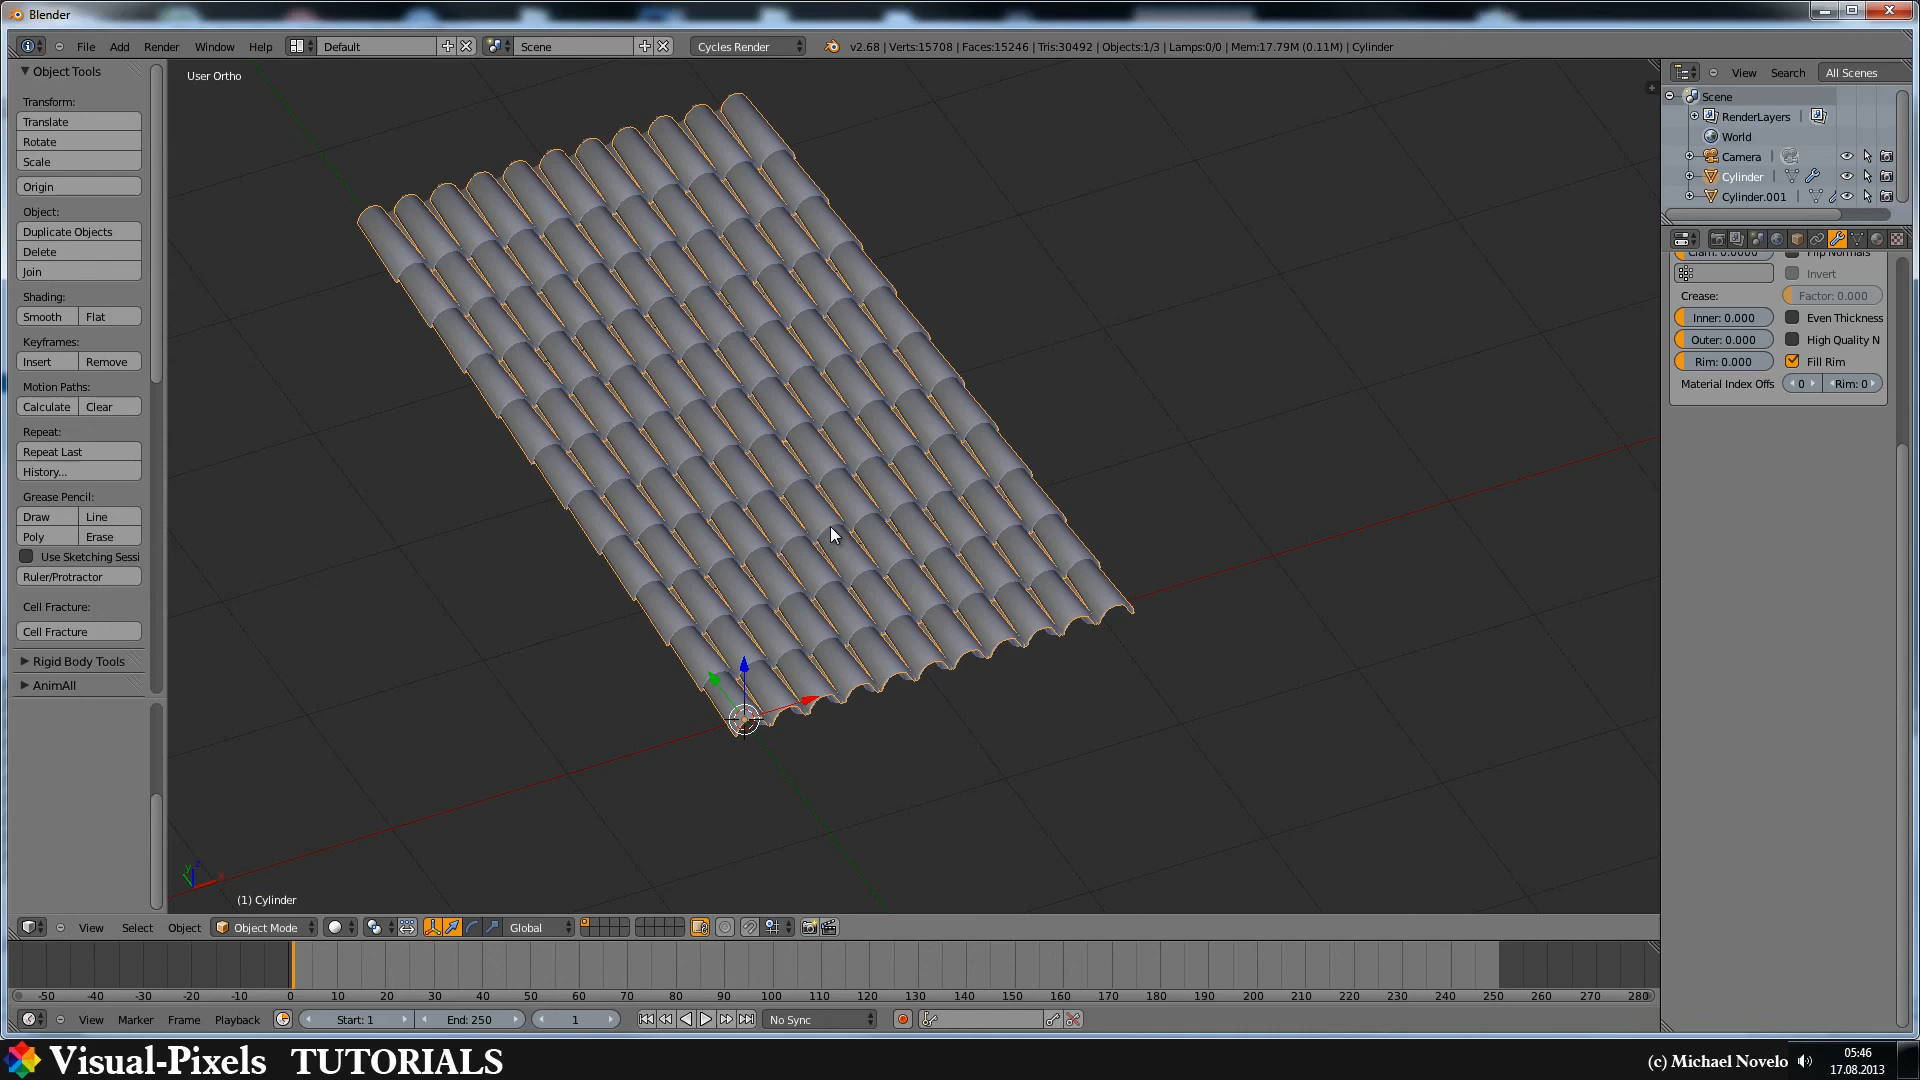 Blender
File Add Render Window Help Default Scene Cycles Render v2.68 | Verts:15708 | Faces:15246 | Tris:30492 | Objects:1/3 | Lamps:0/0 | Mem:17.79M (0.11M) | Cylinder
Object Tools
Transform:
Translate
Rotate
Scale
Origin
Object:
Duplicate Objects
Delete
Join
Shading:
Smooth Flat
Keyframes:
Insert Remove
Motion Paths:
Calculate Clear
Repeat:
Repeat Last
History...
Grease Pencil:
Draw Line
Poly Erase
Use Sketching Sessi
Ruler/Protractor
Cell Fracture:
Cell Fracture
Rigid Body Tools
AnimAll
User Ortho
(1) Cylinder
View Search All Scenes
Scene
RenderLayers
World
Camera
Cylinder
Cylinder.001
Invert
Crease: Factor: 0.000
Inner: 0.000 Even Thickness
Outer: 0.000 High Quality N
Rim: 0.000 Fill Rim
Material Index Offs 0 Rim: 0
View Select Object Object Mode Global
-50 -40 -30 -20 -10 0 10 20 30 40 50 60 70 80 90 100 110 120 130 140 150 160 170 180 190 200 210 220 230 240 250 260 270 280
View Marker Frame Playback Start: 1 End: 250 1 No Sync
Visual-Pixels TUTORIALS
(c) Michael Novelo
05:46
17.08.2013